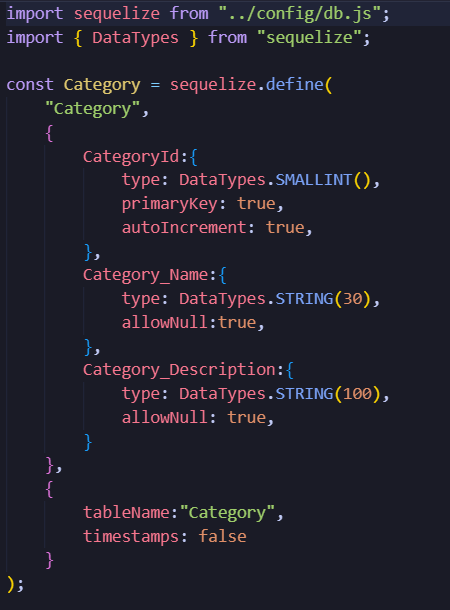 import sequelize from "../config/db.js";
import { DataTypes } from "sequelize";

const Category = sequelize.define(
    "Category",
    {
        CategoryId:{
            type: DataTypes.SMALLINT(),
            primaryKey: true,
            autoIncrement: true,
        },
        Category_Name:{
            type: DataTypes.STRING(30),
            allowNull:true,
        },
        Category_Description:{
            type: DataTypes.STRING(100),
            allowNull: true,
        }
    },
    {
        tableName:"Category",
        timestamps: false
    }
);